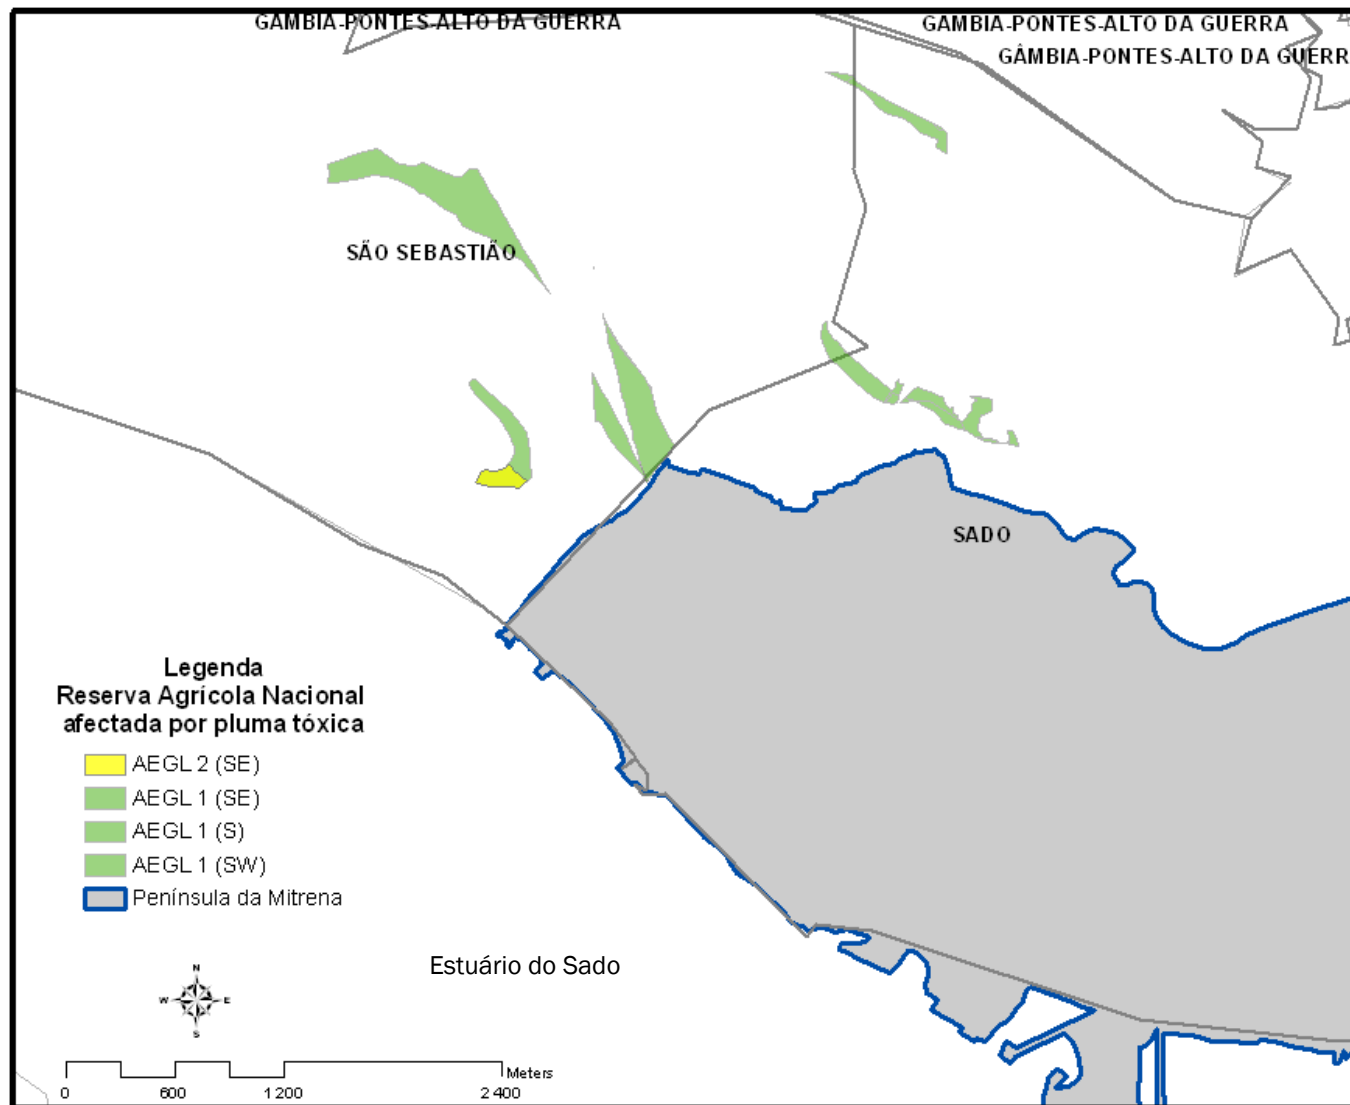 GÂMBIA-PONTES-ALTO DA GUERRA
GÂMBIA-PONTES-ALTO DA GUERRA
GÂMBIA-PONTES-ALTO DA GUERR
SÃO SEBASTIÃO
SADO
Legenda
Reserva Agrícola Nacional
afectada por pluma tóxica
AEGL 2 (SE)
AEGL 1 (SE)
AEGL 1 (S)
AEGL 1 (SW)
Península da Mitrena
Estuário do Sado
N
W E
S
Meters
0 600 1 200 2 400